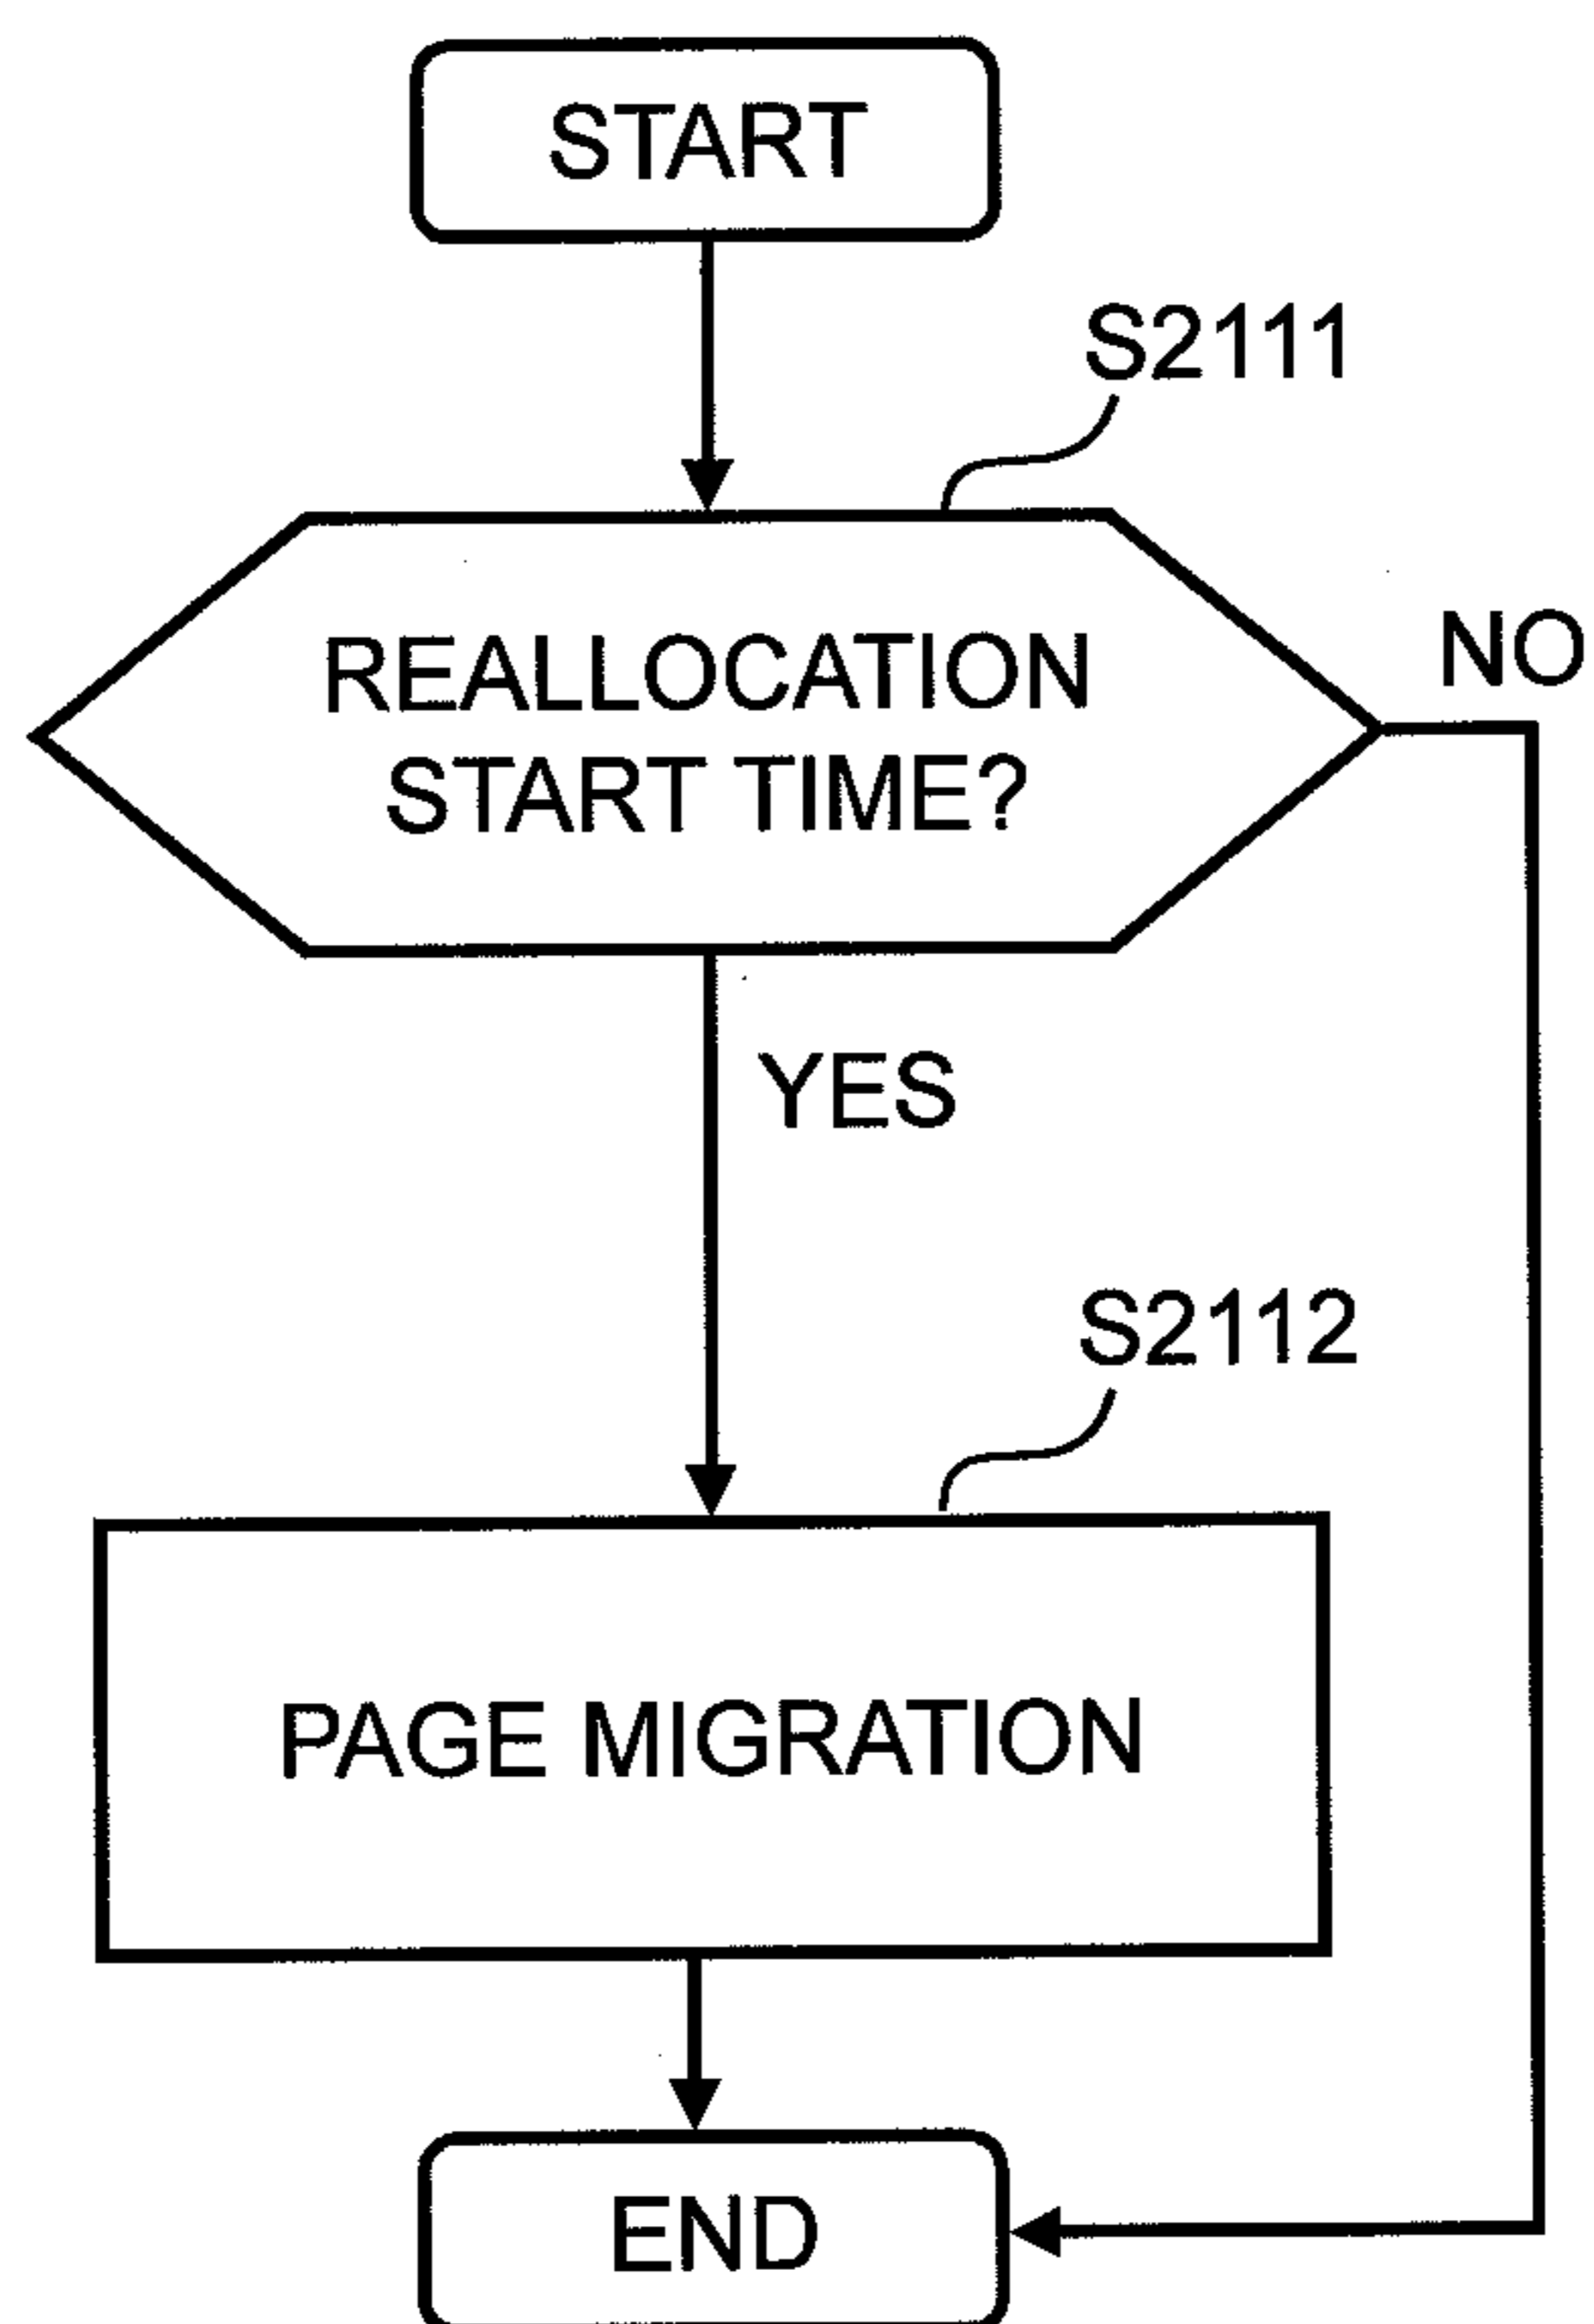 START
S2111
REALLOCATION
START TIME?
NO
YES
S2112
PAGE MIGRATION
END